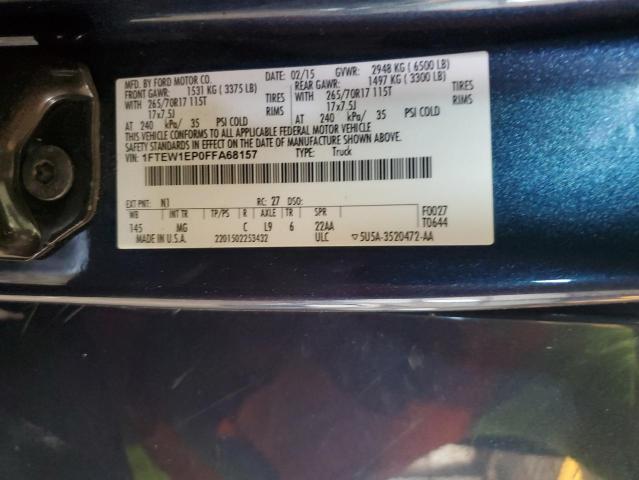 MFD. BY FORD MOTOR CO. DATE: 02/15 GVWR: 2948 KG ( 6500 LB)
FRONT GAWR: 1531 KG ( 3375 LB) REAR GAWR: 1497 KG ( 3300 LB)
WITH 265/70R17 115T TIRES WITH 265/70R17 115T TIRES
17x7.5J RIMS 17x7.5J RIMS
AT 240 kPa/ 35 PSI COLD AT 240 kPa/ 35 PSI COLD
THIS VEHICLE CONFORMS TO ALL APPLICABLE FEDERAL MOTOR VEHICLE
SAFETY STANDARDS IN EFFECT ON THE DATE OF MANUFACTURE SHOWN ABOVE.
VIN: 1FTEW1EP0FFA68157 TYPE: Truck
EXT PNT: N1 RC: 27 DSO: F0027
WB INT TR TP/PS R AXLE TR SPR T0644
145 MG C L9 6 22AA
MADE IN U.S.A. 2201502253432 ULC ▽5U5A-3520472-AA